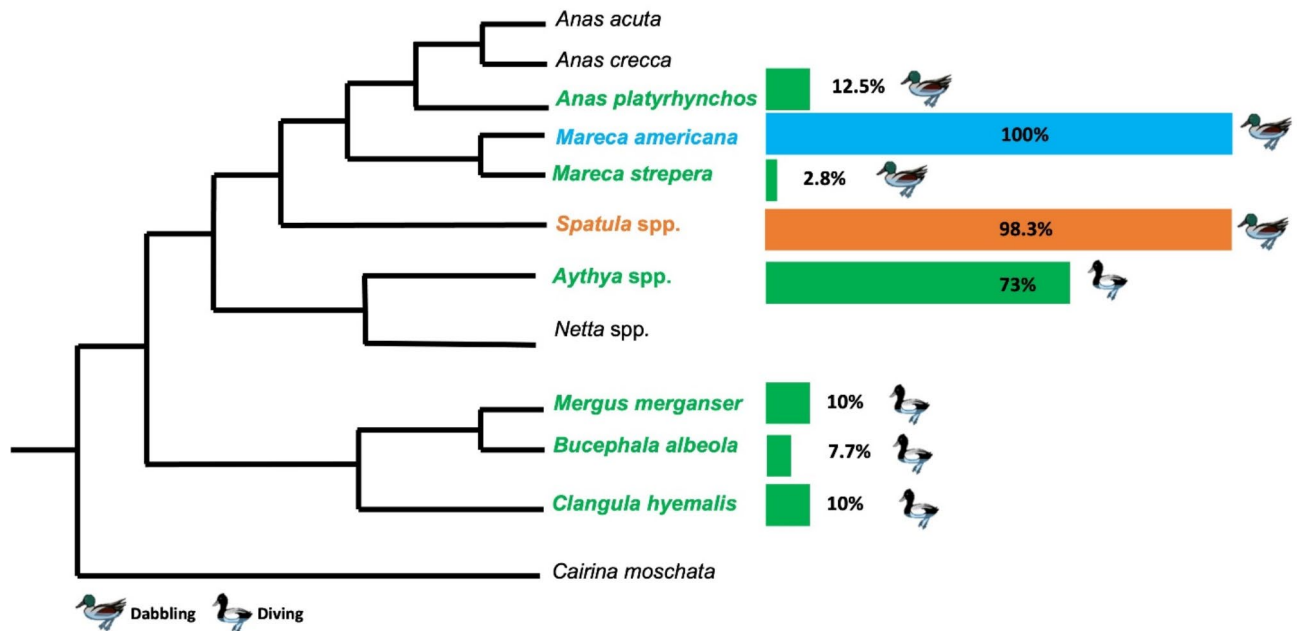 Anas acuta
Anas crecca
Anas platyrhynchos 12.5%
Mareca americana 100%
Mareca strepera 2.8%
Spatula spp. 98.3%
Aythya spp. 73%
Netta spp.
Mergus merganser 10%
Bucephala albeola 7.7%
Clangula hyemalis 10%
Cairina moschata
Dabbling Diving